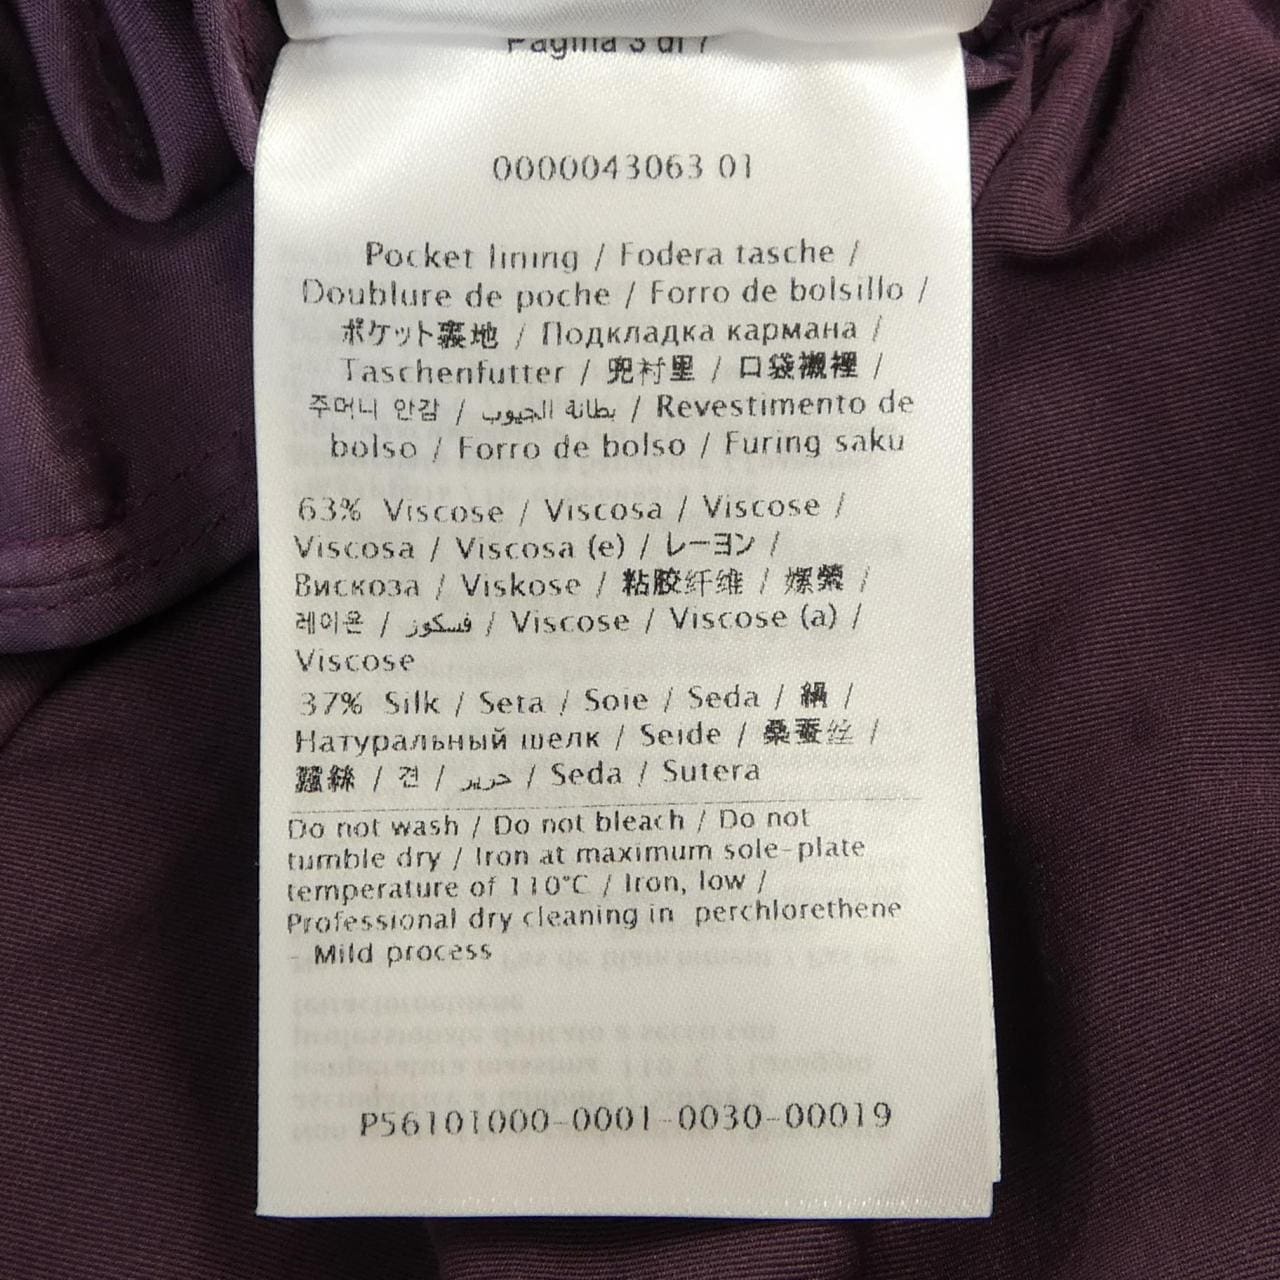 Pagina 3 di 7
0000043063 01
Pocket lining / Fodera tasche /
Doublure de poche / Forro de bolsillo /
ポケット裏地 / Подкладка кармана /
Taschenfutter / 兜衬里 / 口袋襯裡 /
주머니 안감 / بطانة الجيوب / Revestimento de
bolso / Forro de bolso / Furing saku
63% Viscose / Viscosa / Viscose /
Viscosa / Viscosa (e) / レーヨン /
Вискоза / Viskose / 粘胶纤维 / 嫘縈 /
레이온 / فسكوز / Viscose / Viscose (a) /
Viscose
37% Silk / Seta / Soie / Seda / 絹 /
Натуральный шелк / Seide / 桑蚕丝 /
蠶絲 / 견 / حرير / Seda / Sutera
Do not wash / Do not bleach / Do not
tumble dry / Iron at maximum sole-plate
temperature of 110°C / Iron, low /
Professional dry cleaning in perchlorethene
- Mild process
P56101000-0001-0030-00019